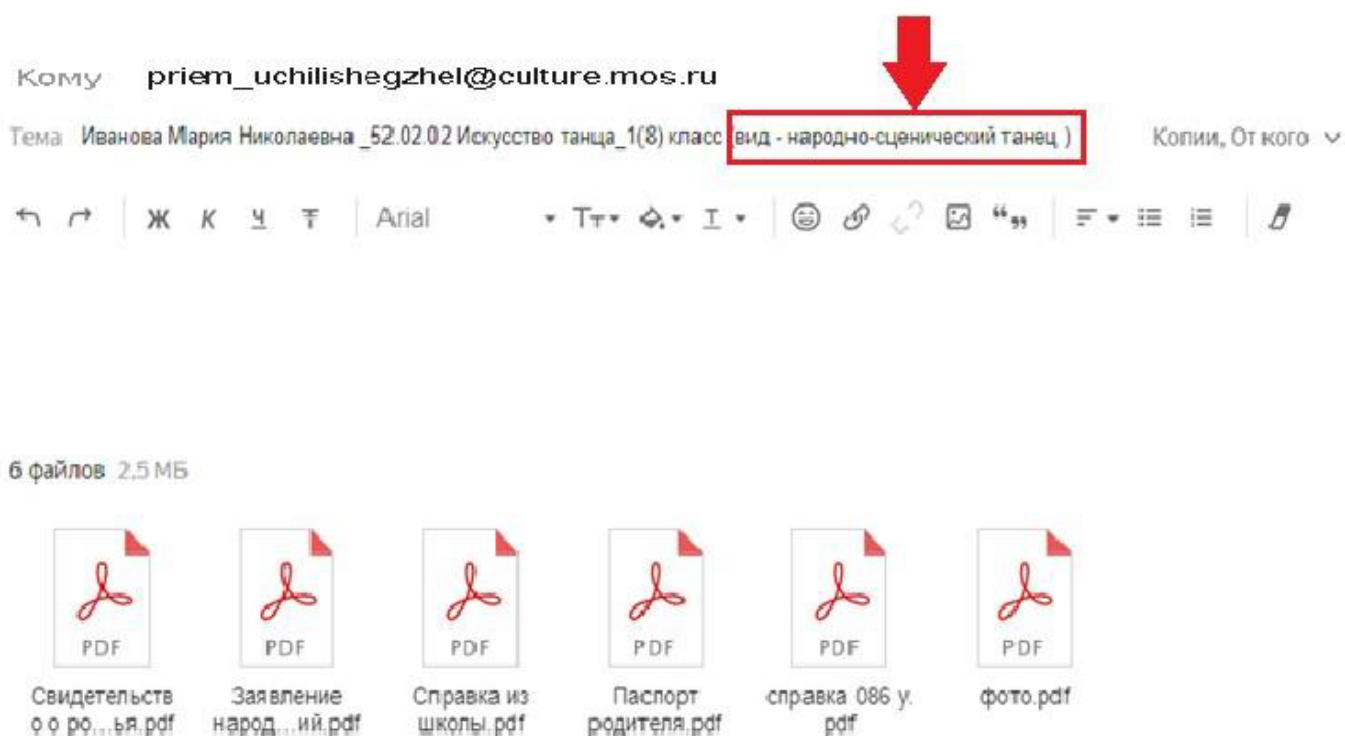 Кому priem_uchilishegzhel@culture.mos.ru
Тема Иванова Мария Николаевна _52.02.02 Искусство танца_1(8) класс (вид - народно-сценический танец ) Копии, От кого
Ж К Ч Т Arial
6 файлов 2,5 МБ
PDF PDF PDF PDF PDF PDF
Свидетельств Заявление Справка из Паспорт справка 086 у. фото.pdf
о о ро...ья.pdf народ...ий.pdf школы.pdf родителя.pdf pdf